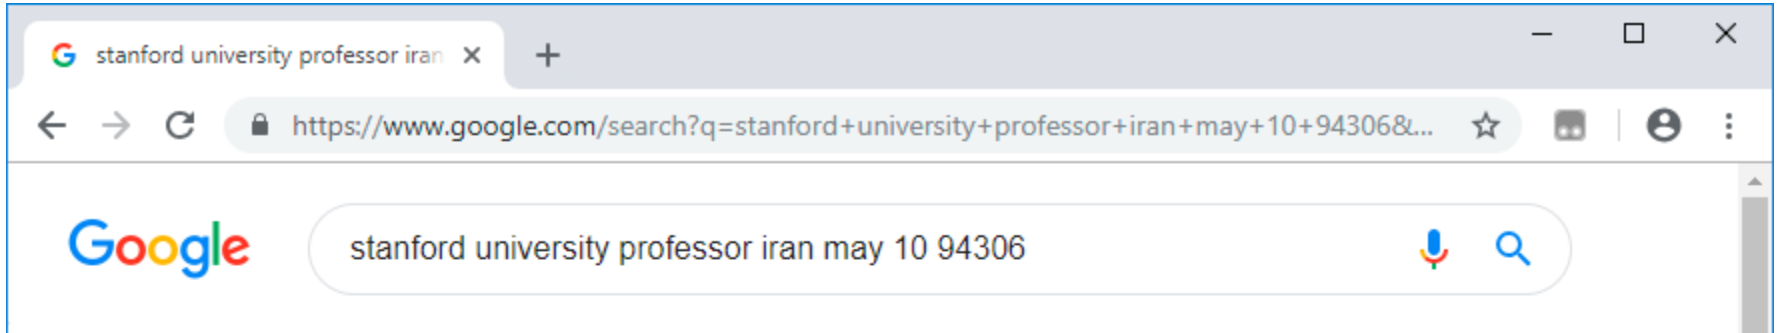 stanford university professor iran
https://www.google.com/search?q=stanford+university+professor+iran+may+10+94306&...
Google
stanford university professor iran may 10 94306